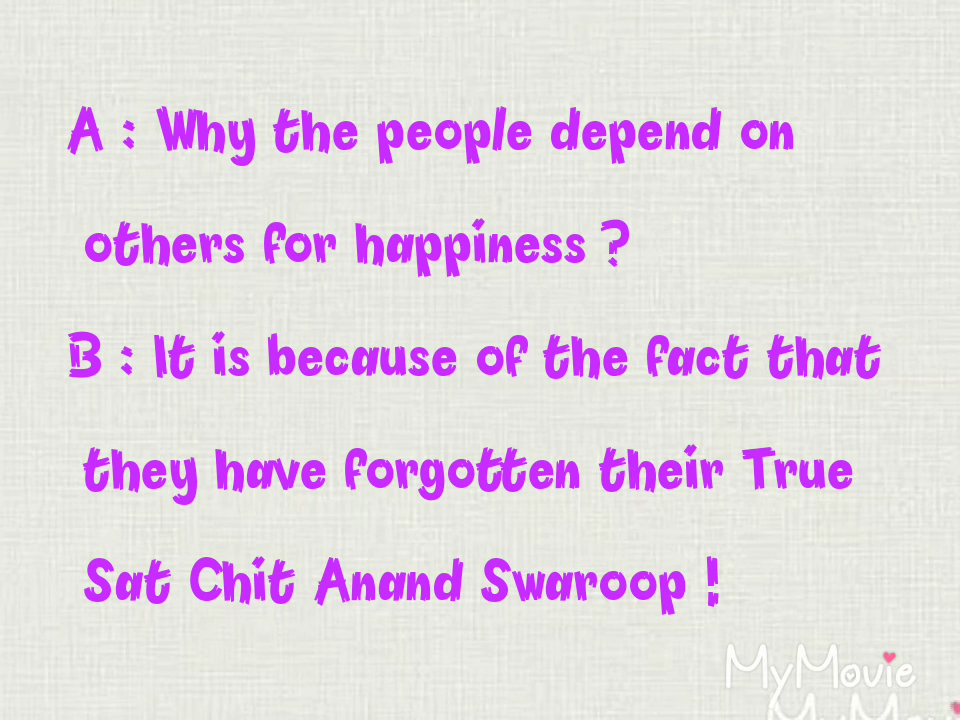 A : Why the people depend on
others for happiness ?
B : It is because of the fact that
they have forgotten their True
Sat Chit Anand Swaroop !
MyMovie